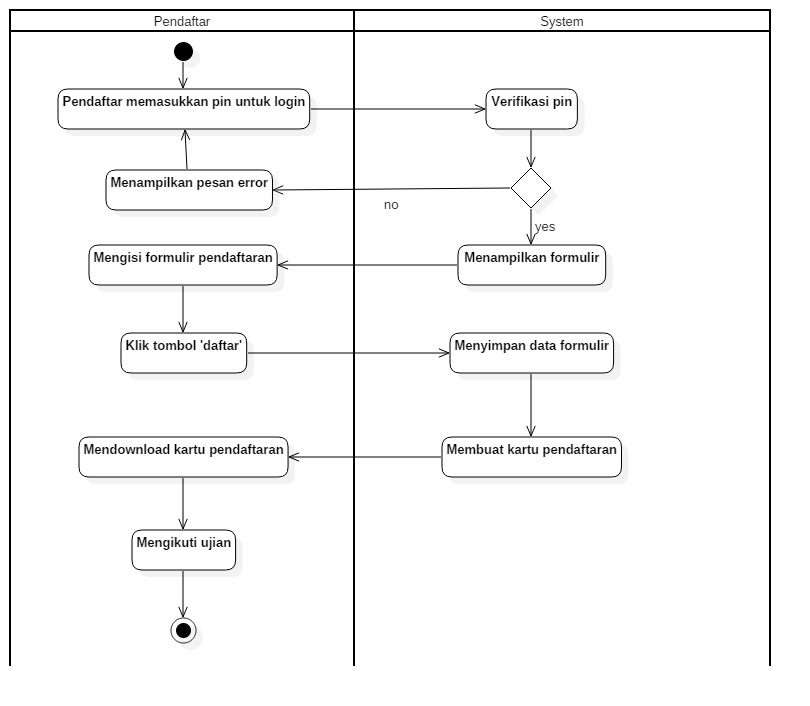 Pendaftar
System
Pendaftar memasukkan pin untuk login
Verifikasi pin
Menampilkan pesan error
no
yes
Mengisi formulir pendaftaran
Menampilkan formulir
Klik tombol 'daftar'
Menyimpan data formulir
Mendownload kartu pendaftaran
Membuat kartu pendaftaran
Mengikuti ujian